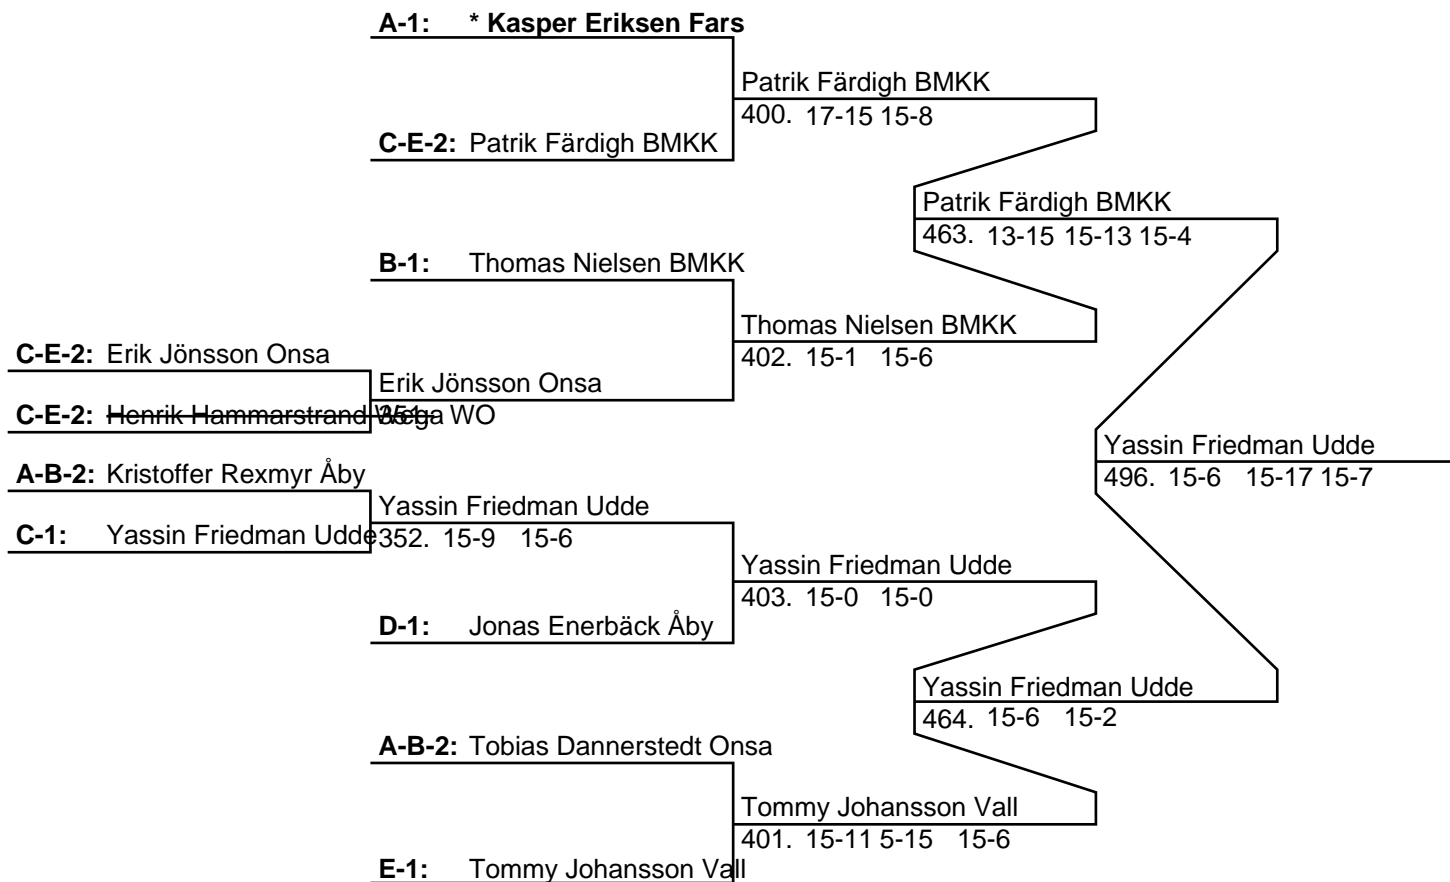 A-1: * Kasper Eriksen Fars
Patrik Färdigh BMKK
400. 17-15 15-8
C-E-2: Patrik Färdigh BMKK
Patrik Färdigh BMKK
463. 13-15 15-13 15-4
B-1: Thomas Nielsen BMKK
Thomas Nielsen BMKK
402. 15-1 15-6
C-E-2: Erik Jönsson Onsa
Erik Jönsson Onsa
C-E-2: Henrik Hammarstrand Wega WO
351.
Yassin Friedman Udde
496. 15-6 15-17 15-7
A-B-2: Kristoffer Rexmyr Åby
Yassin Friedman Udde
352. 15-9 15-6
C-1: Yassin Friedman Udde
Yassin Friedman Udde
403. 15-0 15-0
D-1: Jonas Enerbäck Åby
Yassin Friedman Udde
464. 15-6 15-2
A-B-2: Tobias Dannerstedt Onsa
Tommy Johansson Vall
401. 15-11 5-15 15-6
E-1: Tommy Johansson Vall